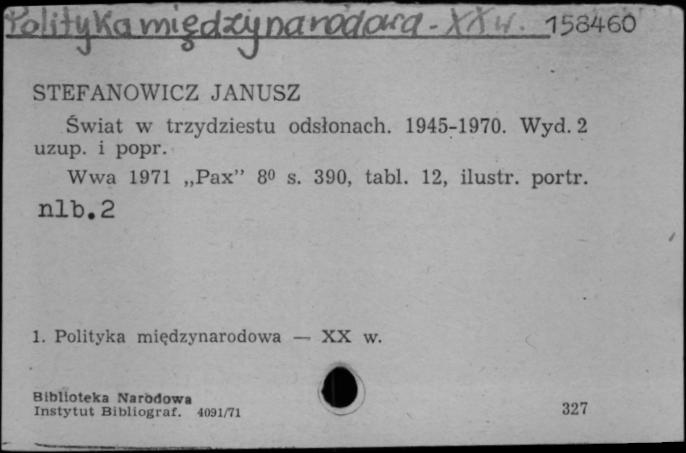 Polityka międzynarodowa - XX w. 158460
STEFANOWICZ JANUSZ
Świat w trzydziestu odsłonach. 1945-1970. Wyd. 2
uzup. i popr.
Wwa 1971 „Pax” 8⁰ s. 390, tabl. 12, ilustr. portr.
nlb. 2
1. Polityka międzynarodowa — XX w.
Biblioteka Narodowa
Instytut Bibliograf. 4091/71 327